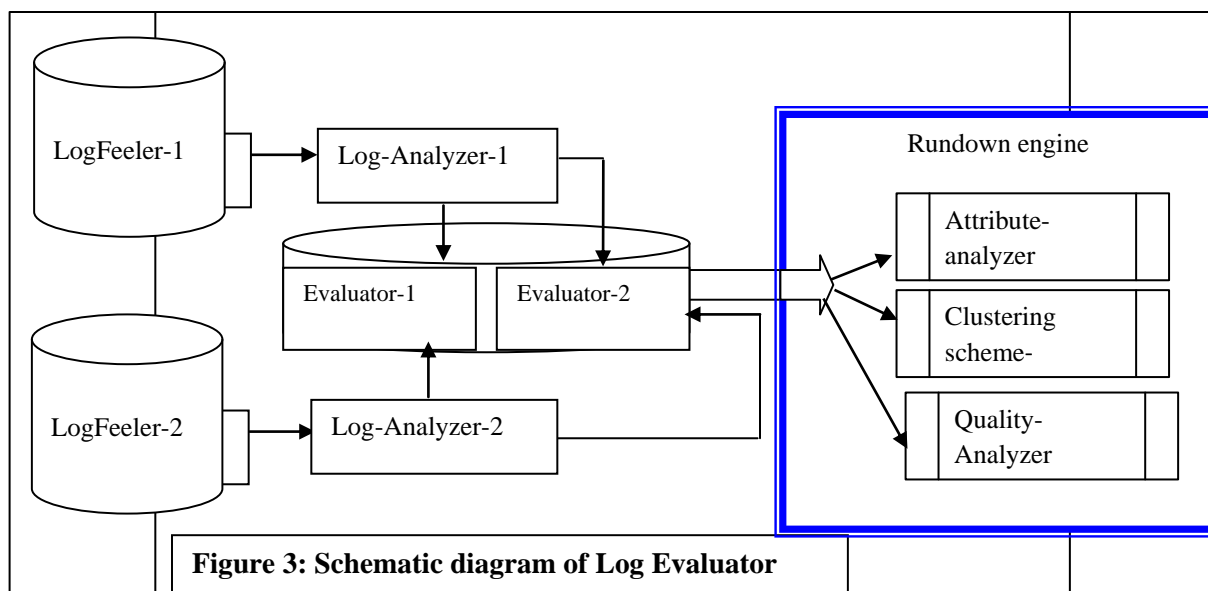 LogFeeler-1
Log-Analyzer-1
Rundown engine
Attribute-
analyzer
Evaluator-1
Evaluator-2
Clustering
scheme-
LogFeeler-2
Log-Analyzer-2
Quality-
Analyzer
Figure 3: Schematic diagram of Log Evaluator